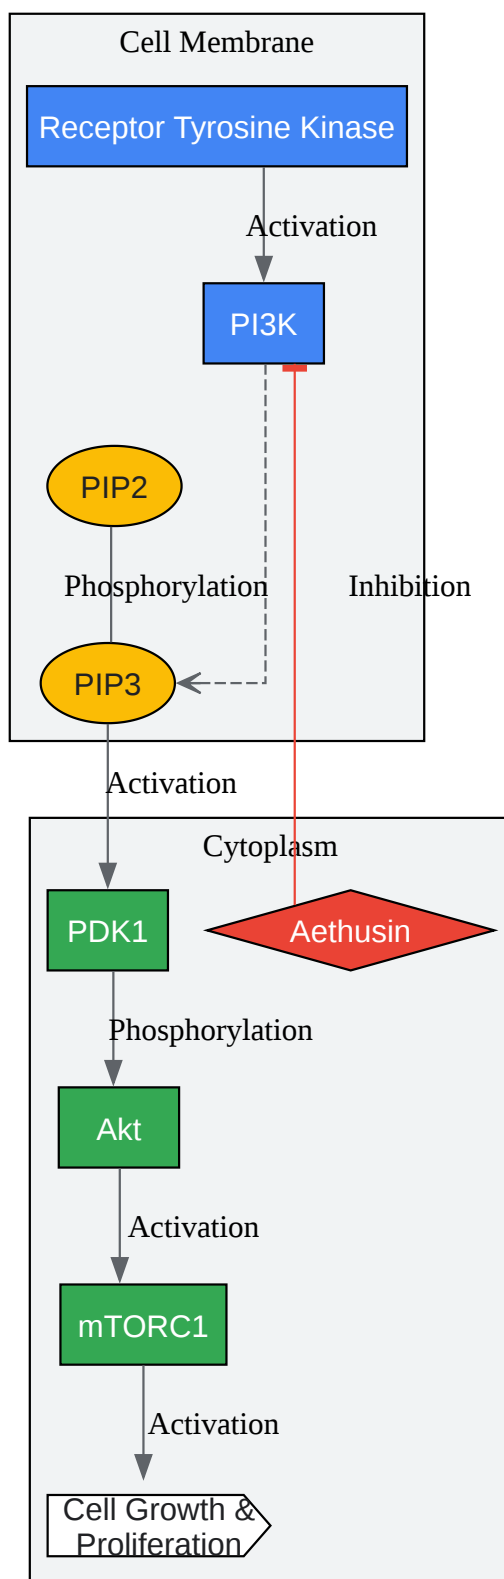 Cell Membrane
Receptor Tyrosine Kinase
Activation
PI3K
PIP2
Phosphorylation
Inhibition
PIP3
Activation
Cytoplasm
PDK1
Aethusin
Phosphorylation
Akt
Activation
mTORC1
Activation
Cell Growth &
Proliferation